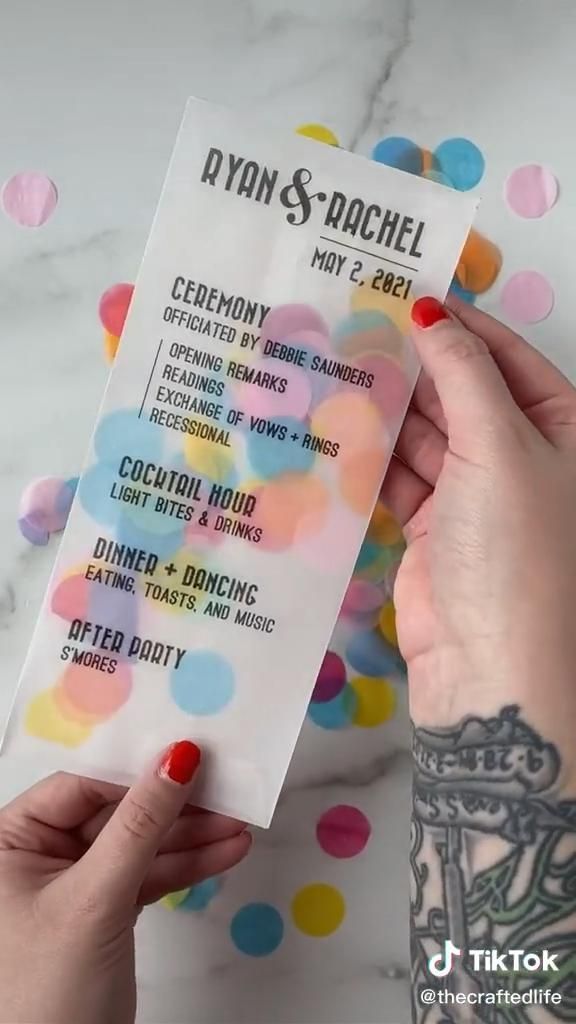 RYAN & RACHEL
MAY 2, 2021
CEREMONY
OFFICIATED BY DEBBIE SAUNDERS
OPENING REMARKS
READINGS
EXCHANGE OF VOWS + RINGS
RECESSIONAL
COCKTAIL HOUR
LIGHT BITES & DRINKS
DINNER + DANCING
EATING, TOASTS, AND MUSIC
AFTER PARTY
S'MORES
TikTok
@thecraftedlife